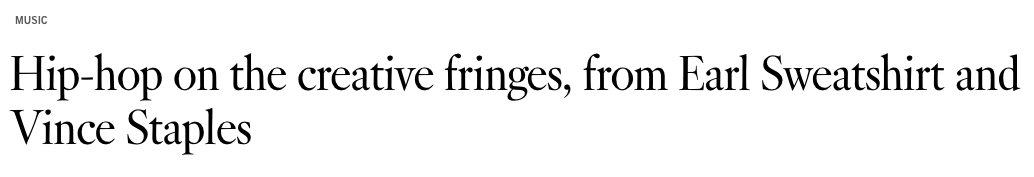 MUSIC
Hip-hop on the creative fringes, from Earl Sweatshirt and
Vince Staples